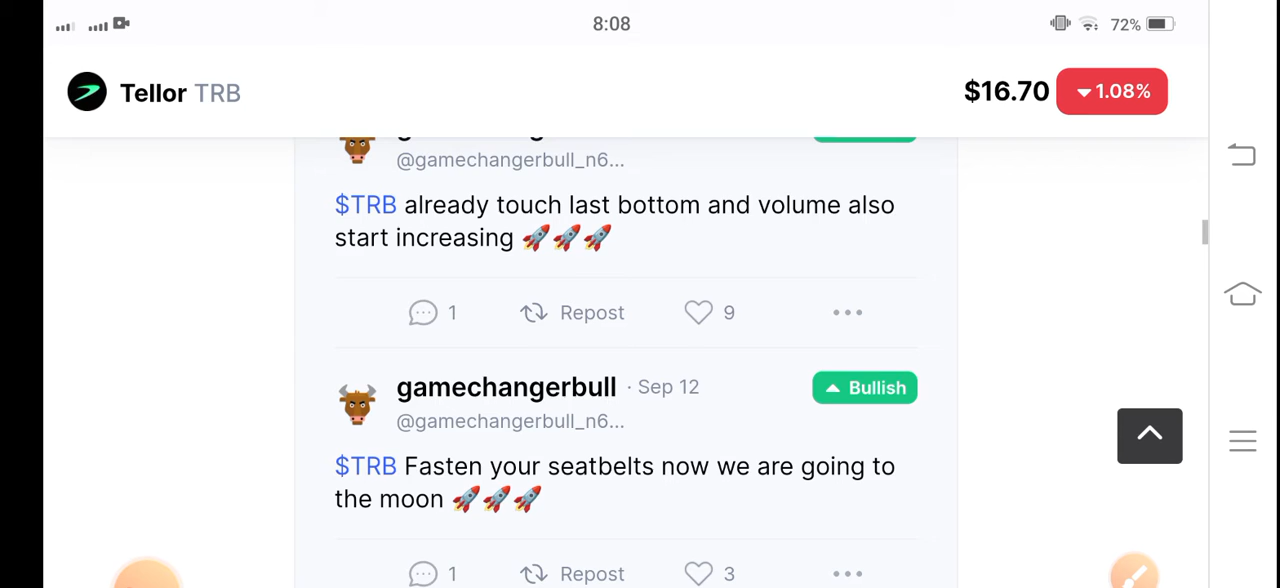 8:08
72%
Tellor TRB
$16.70
1.08%
@gamechangerbull_n6...
$TRB already touch last bottom and volume also
start increasing 🚀🚀🚀
1
Repost
9
gamechangerbull · Sep 12
Bullish
@gamechangerbull_n6...
$TRB Fasten your seatbelts now we are going to
the moon 🚀🚀🚀
1
Repost
3